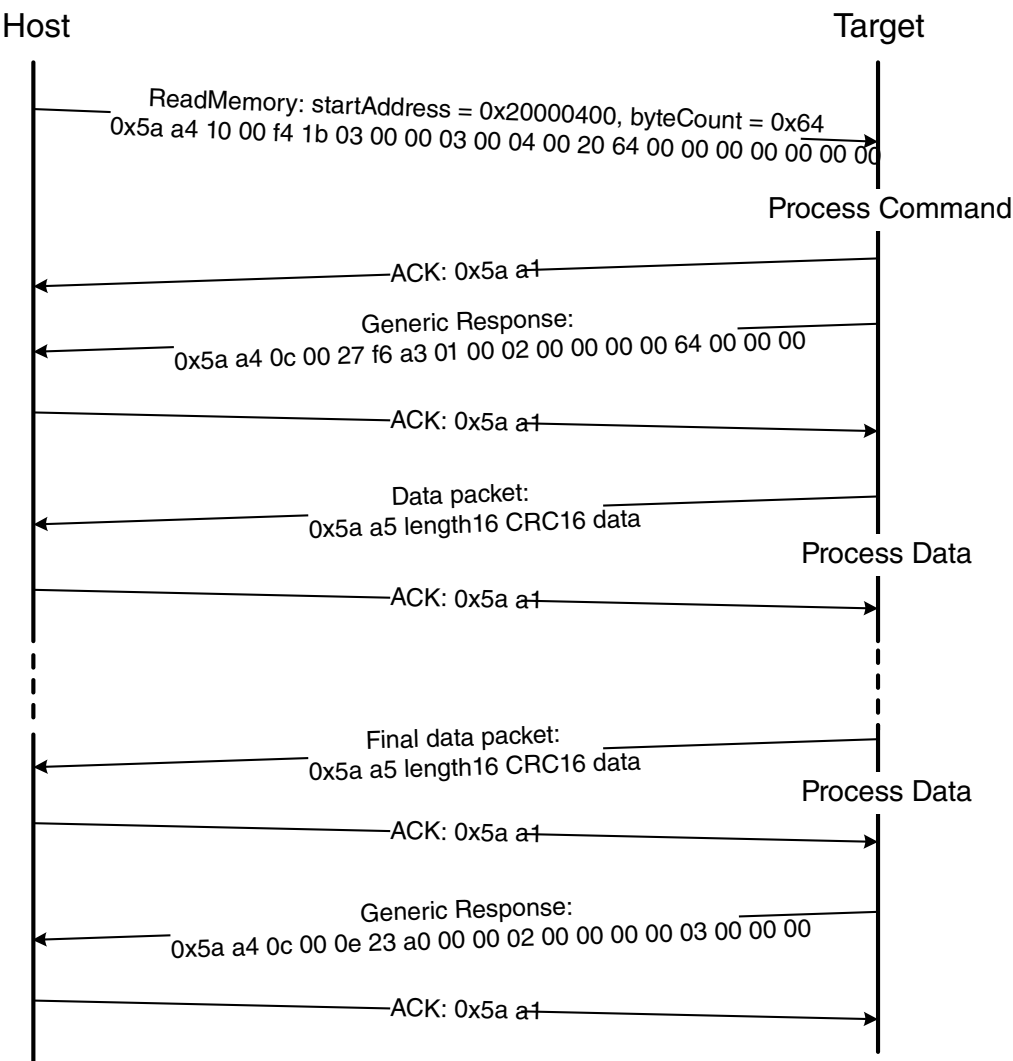 Host
Target
ReadMemory: startAddress = 0x20000400, byteCount = 0x64
0x5a a4 10 00 f4 1b 03 00 00 03 00 04 00 20 64 00 00 00 00 00 00 00
Process Command
ACK: 0x5a a1
Generic Response:
0x5a a4 0c 00 27 f6 a3 01 00 02 00 00 00 00 64 00 00 00
ACK: 0x5a a1
Data packet:
0x5a a5 length16 CRC16 data
Process Data
ACK: 0x5a a1
Final data packet:
0x5a a5 length16 CRC16 data
Process Data
ACK: 0x5a a1
Generic Response:
0x5a a4 0c 00 0e 23 a0 00 00 02 00 00 00 00 03 00 00 00
ACK: 0x5a a1